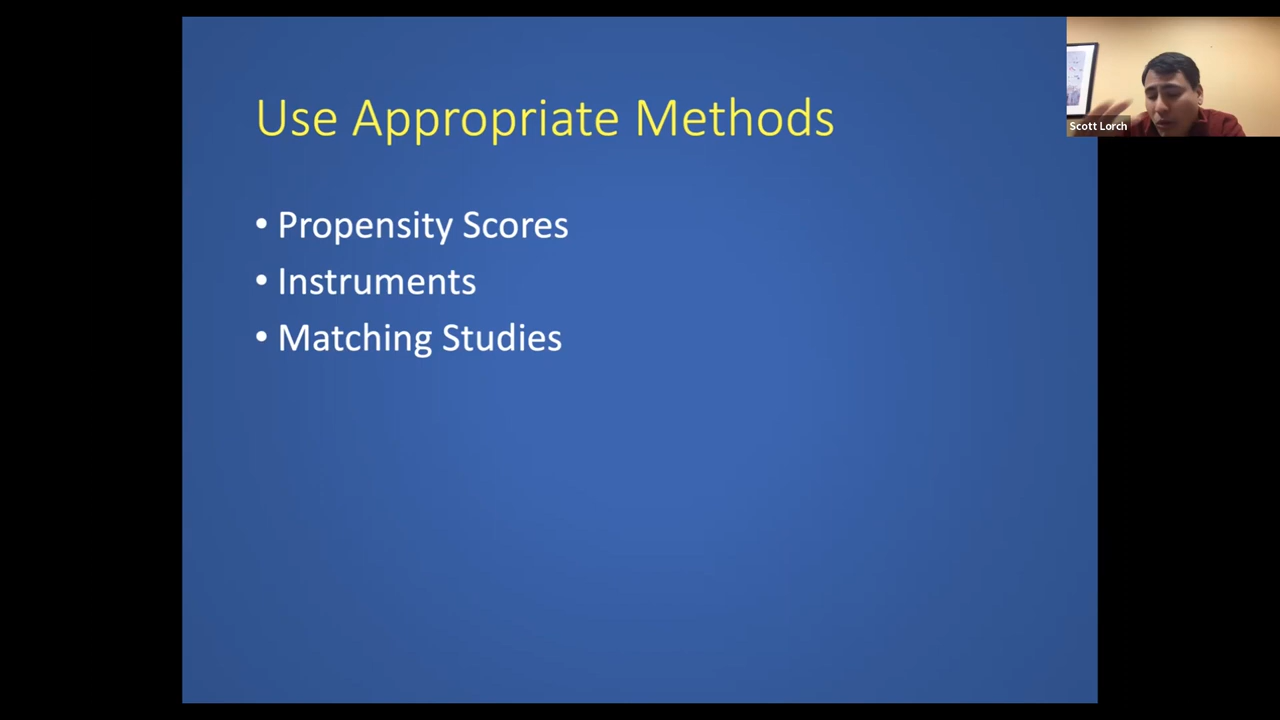 Use Appropriate Methods
• Propensity Scores
• Instruments
• Matching Studies
Scott Lorch